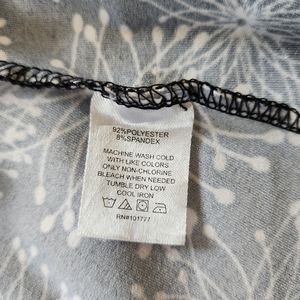 92%POLYESTER
8%SPANDEX
MACHINE WASH COLD
WITH LIKE COLORS
ONLY NON-CHLORINE
BLEACH WHEN NEEDED
TUMBLE DRY LOW
COOL IRON
RN#101777